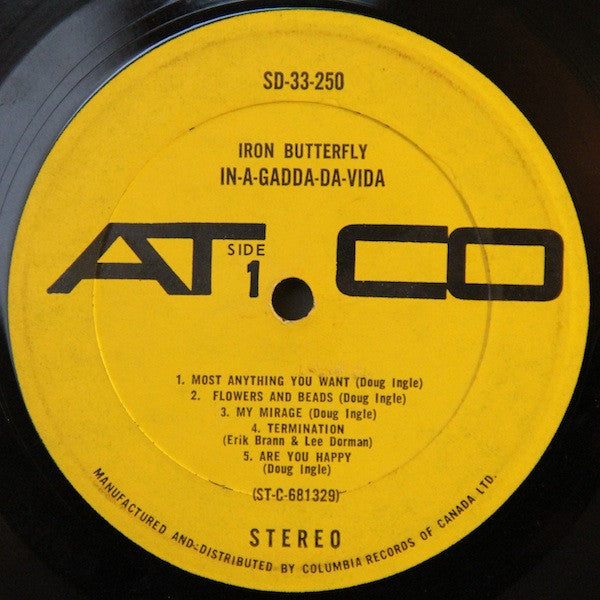 SD-33-250
IRON BUTTERFLY
IN-A-GADDA-DA-VIDA
ATCO
SIDE
1
1. MOST ANYTHING YOU WANT (Doug Ingle)
2. FLOWERS AND BEADS (Doug Ingle)
3. MY MIRAGE (Doug Ingle)
4. TERMINATION
(Erik Brann & Lee Dorman)
5. ARE YOU HAPPY
(Doug Ingle)
(ST-C-681329)
STEREO
MANUFACTURED AND DISTRIBUTED BY COLUMBIA RECORDS OF CANADA LTD.